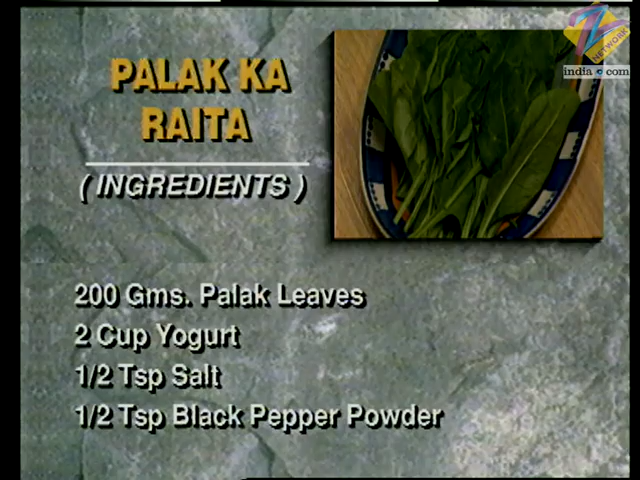 PALAK KA
RAITA
( INGREDIENTS )
200 Gms. Palak Leaves
2 Cup Yogurt
1/2 Tsp Salt
1/2 Tsp Black Pepper Powder
Z
NETWORK
india.com